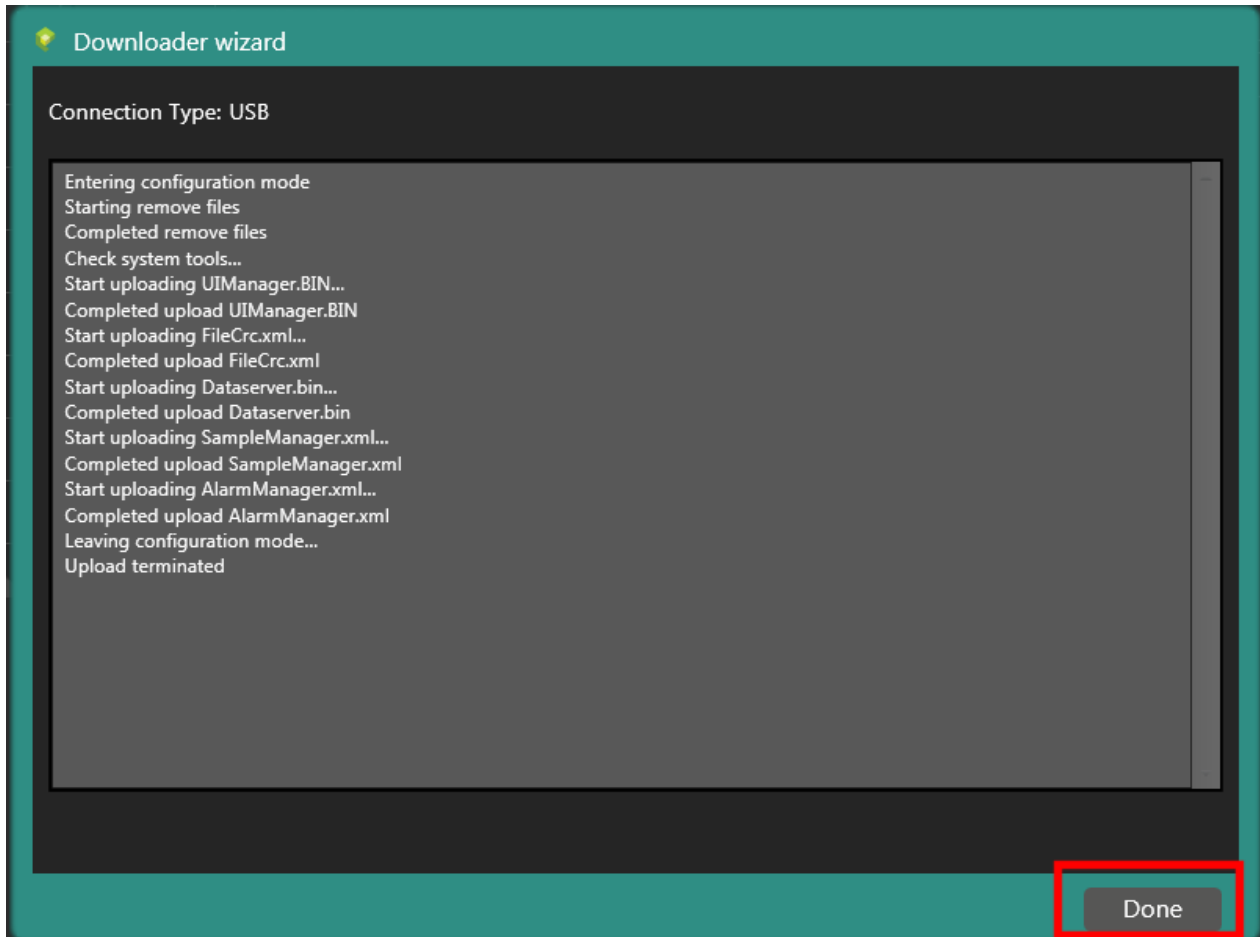 Downloader wizard
Connection Type: USB
Entering configuration mode
Starting remove files
Completed remove files
Check system tools...
Start uploading UIManager.BIN...
Completed upload UIManager.BIN
Start uploading FileCrc.xml...
Completed upload FileCrc.xml
Start uploading Dataserver.bin...
Completed upload Dataserver.bin
Start uploading SampleManager.xml...
Completed upload SampleManager.xml
Start uploading AlarmManager.xml...
Completed upload AlarmManager.xml
Leaving configuration mode...
Upload terminated
Done